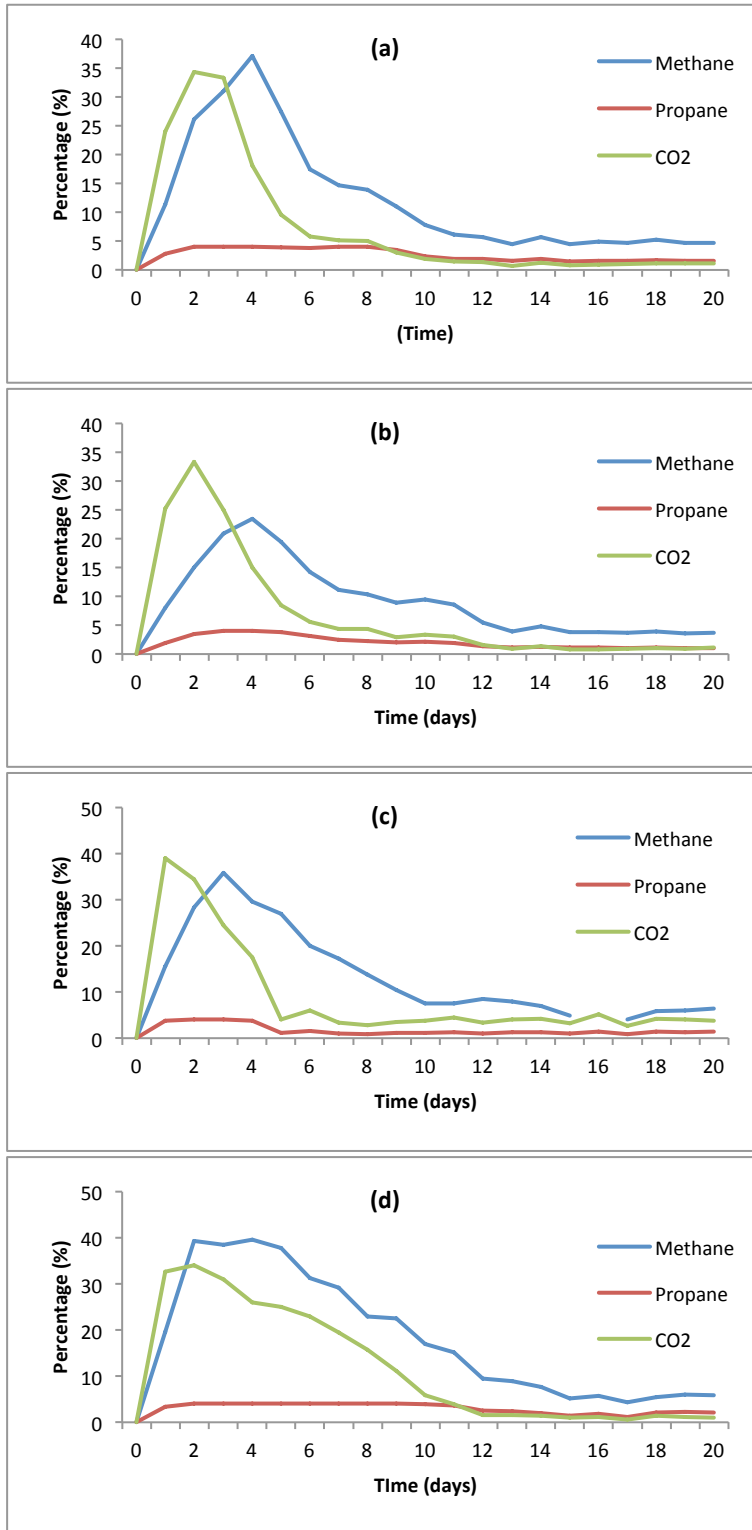 (a)
Percentage (%)
40
35
30
25
20
15
10
5
0
Methane
Propane
CO2
0 2 4 6 8 10 12 14 16 18 20
(Time)
(b)
Percentage (%)
40
35
30
25
20
15
10
5
0
Methane
Propane
CO2
0 2 4 6 8 10 12 14 16 18 20
Time (days)
(c)
Percentage (%)
50
40
30
20
10
0
Methane
Propane
CO2
0 2 4 6 8 10 12 14 16 18 20
Time (days)
(d)
Percentage (%)
50
40
30
20
10
0
Methane
Propane
CO2
0 2 4 6 8 10 12 14 16 18 20
TIme (days)